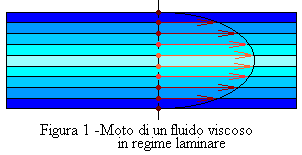 Figura 1 -Moto di un fluido viscoso
in regime laminare